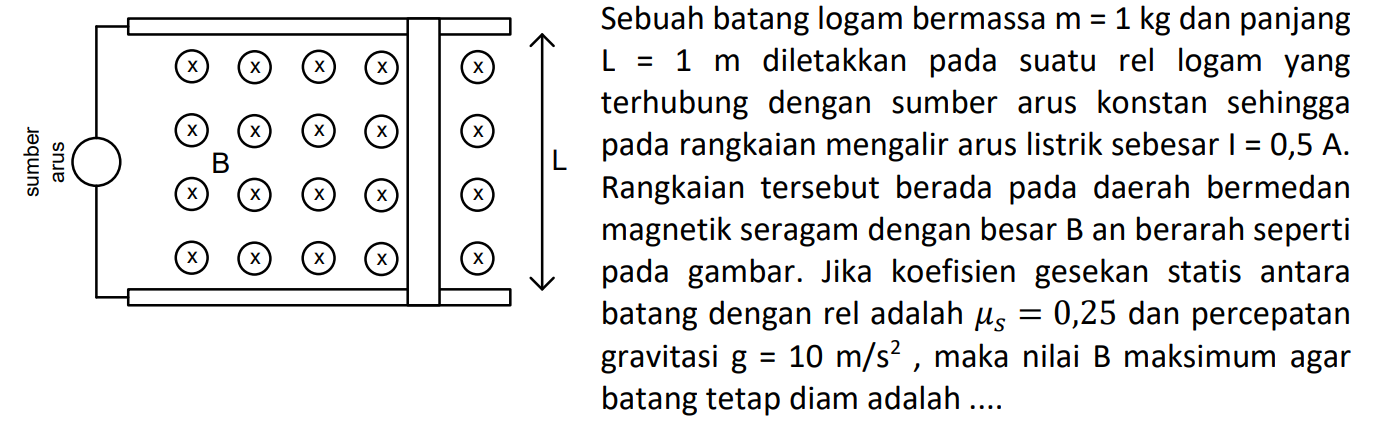 sumber
arus
x x x x x
x x x x x
B
x x x x x
x x x x x
L
Sebuah batang logam bermassa m = 1 kg dan panjang
L = 1 m diletakkan pada suatu rel logam yang
terhubung dengan sumber arus konstan sehingga
pada rangkaian mengalir arus listrik sebesar I = 0,5 A.
Rangkaian tersebut berada pada daerah bermedan
magnetik seragam dengan besar B an berarah seperti
pada gambar. Jika koefisien gesekan statis antara
batang dengan rel adalah μₛ = 0,25 dan percepatan
gravitasi g = 10 m/s² , maka nilai B maksimum agar
batang tetap diam adalah ....